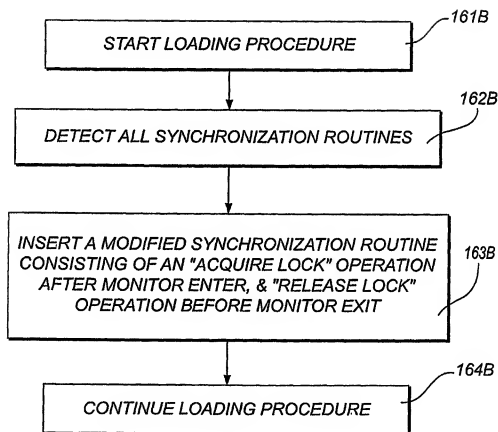 161B
START LOADING PROCEDURE
162B
DETECT ALL SYNCHRONIZATION ROUTINES
INSERT A MODIFIED SYNCHRONIZATION ROUTINE
CONSISTING OF AN "ACQUIRE LOCK" OPERATION
AFTER MONITOR ENTER, & "RELEASE LOCK"
OPERATION BEFORE MONITOR EXIT
163B
164B
CONTINUE LOADING PROCEDURE